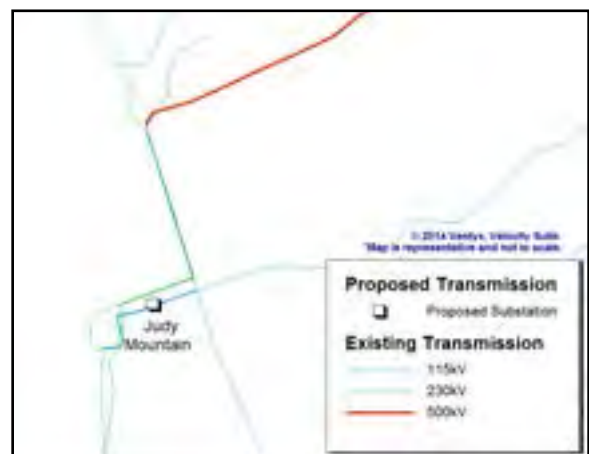 © 2014 Ventyx, Velocity Suite
*Map is representative and not to scale.
Proposed Transmission
Proposed Substation
Judy
Mountain
Existing Transmission
115kV
230kV
500kV